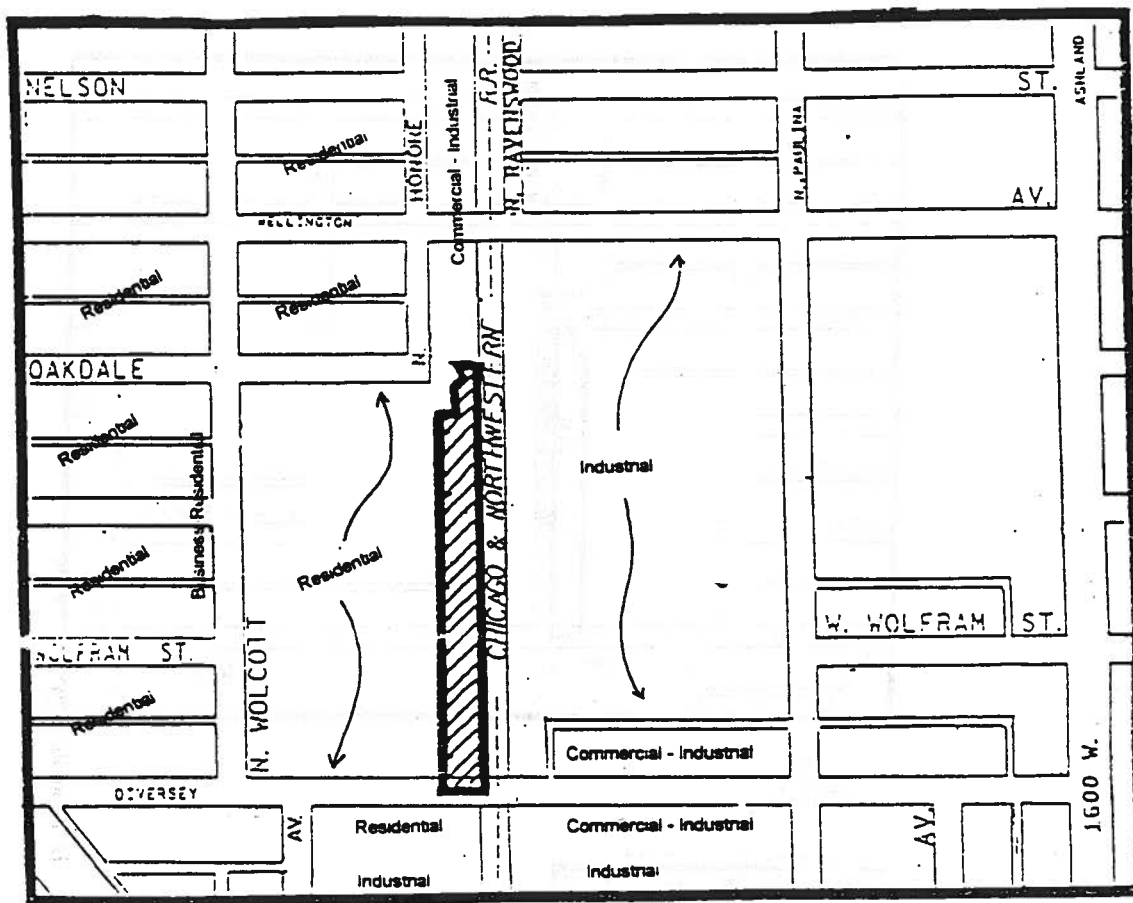 NELSON
ST.
ASHLAND
Residential
HONORE
Commercial - Industrial
R.R.
N. RAVENSWOOD
N. PAULINA
AV.
WELLINGTON
Residential
Residential
N.
OAKDALE
CHICAGO & NORTHWESTERN
Residential
Business-Residential
Industrial
Residential
Residential
W. WOLFRAM ST.
WOLFRAM ST.
Residential
N. WOLCOTT
Commercial - Industrial
1600 W.
DIVERSEY
AV.
Residential
Commercial - Industrial
AV.
Industrial
Industrial